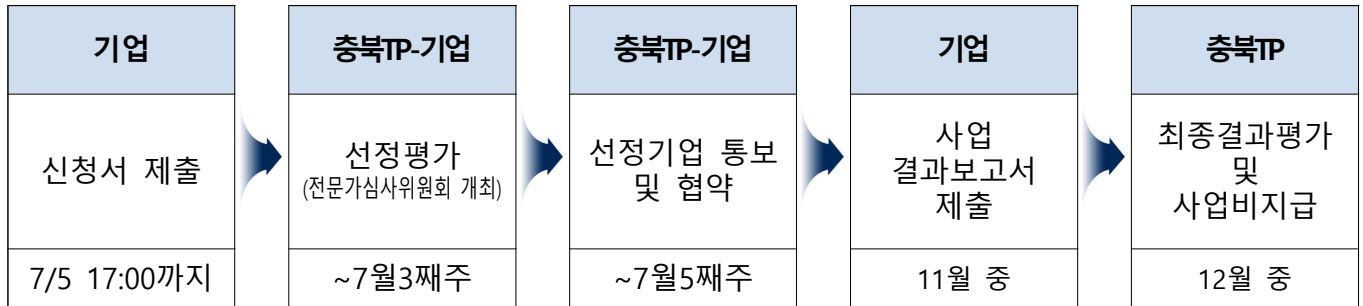 기업
신청서 제출
7/5 17:00까지
충북TP-기업
선정평가
(전문가심사위원회 개최)
~7월3째주
충북TP-기업
선정기업 통보
및 협약
~7월5째주
기업
사업
결과보고서
제출
11월 중
충북TP
최종결과평가
및
사업비지급
12월 중